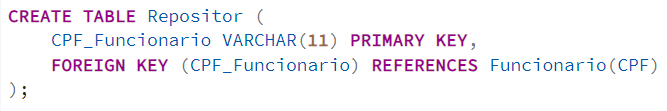 CREATE TABLE Repositor (
    CPF_Funcionario VARCHAR(11) PRIMARY KEY,
    FOREIGN KEY (CPF_Funcionario) REFERENCES Funcionario(CPF)
);